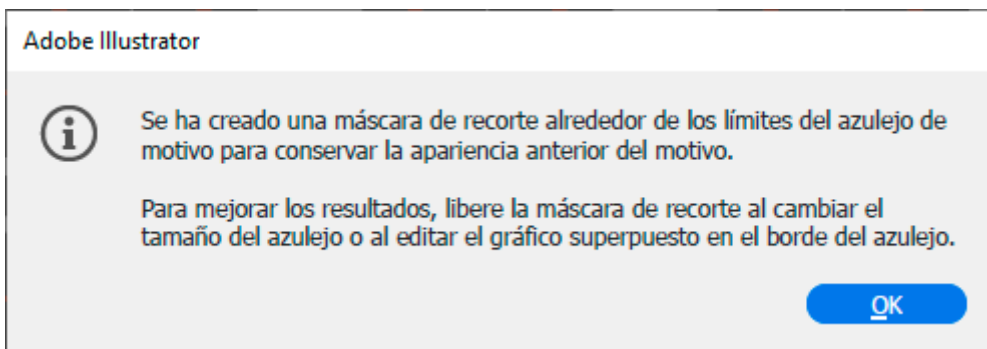 Adobe Illustrator
Se ha creado una máscara de recorte alrededor de los límites del azulejo de
motivo para conservar la apariencia anterior del motivo.
Para mejorar los resultados, libere la máscara de recorte al cambiar el
tamaño del azulejo o al editar el gráfico superpuesto en el borde del azulejo.
OK